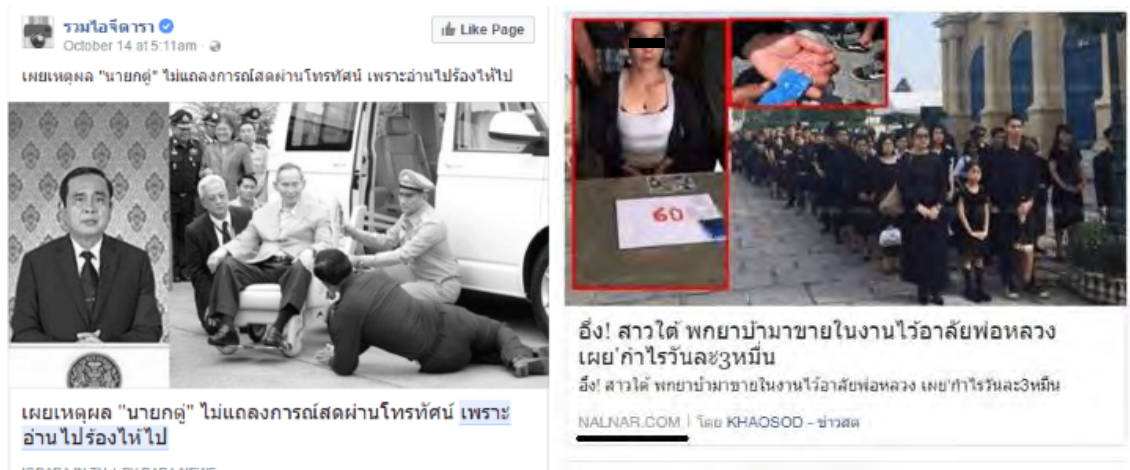 รวมไอจีดารา
October 14 at 5:11am
Like Page
เผยเหตุผล "นายกตู่" ไม่แถลงการณ์สดผ่านโทรทัศน์ เพราะอ่านไปร้องไห้ไป
เผยเหตุผล "นายกตู่" ไม่แถลงการณ์สดผ่านโทรทัศน์ เพราะ
อ่านไปร้องไห้ไป
60
อึ้ง! สาวใต้ พกยาบ้ามาขายในงานไว้อาลัยพ่อหลวง
เผย'กำไรวันละ3หมื่น
อึ้ง! สาวใต้ พกยาบ้ามาขายในงานไว้อาลัยพ่อหลวง เผย'กำไรวันละ3หมื่น
NALNAR.COM | โดย KHAOSOD - ข่าวสด